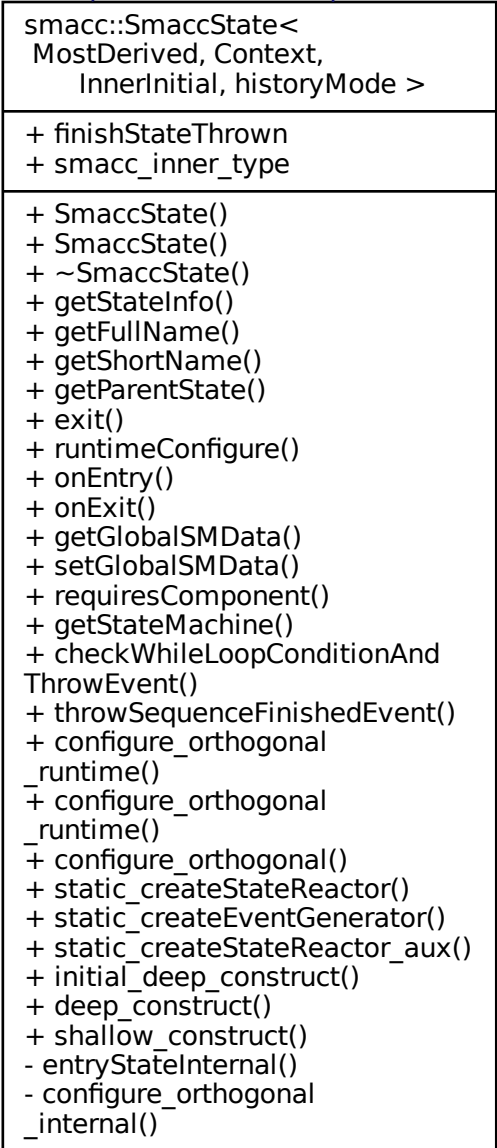 smacc::SmaccState<
MostDerived, Context,
InnerInitial, historyMode >
+ finishStateThrown
+ smacc_inner_type
+ SmaccState()
+ SmaccState()
+ ~SmaccState()
+ getStateInfo()
+ getFullName()
+ getShortName()
+ getParentState()
+ exit()
+ runtimeConfigure()
+ onEntry()
+ onExit()
+ getGlobalSMData()
+ setGlobalSMData()
+ requiresComponent()
+ getStateMachine()
+ checkWhileLoopConditionAnd
ThrowEvent()
+ throwSequenceFinishedEvent()
+ configure_orthogonal
_runtime()
+ configure_orthogonal
_runtime()
+ configure_orthogonal()
+ static_createStateReactor()
+ static_createEventGenerator()
+ static_createStateReactor_aux()
+ initial_deep_construct()
+ deep_construct()
+ shallow_construct()
- entryStateInternal()
- configure_orthogonal
_internal()